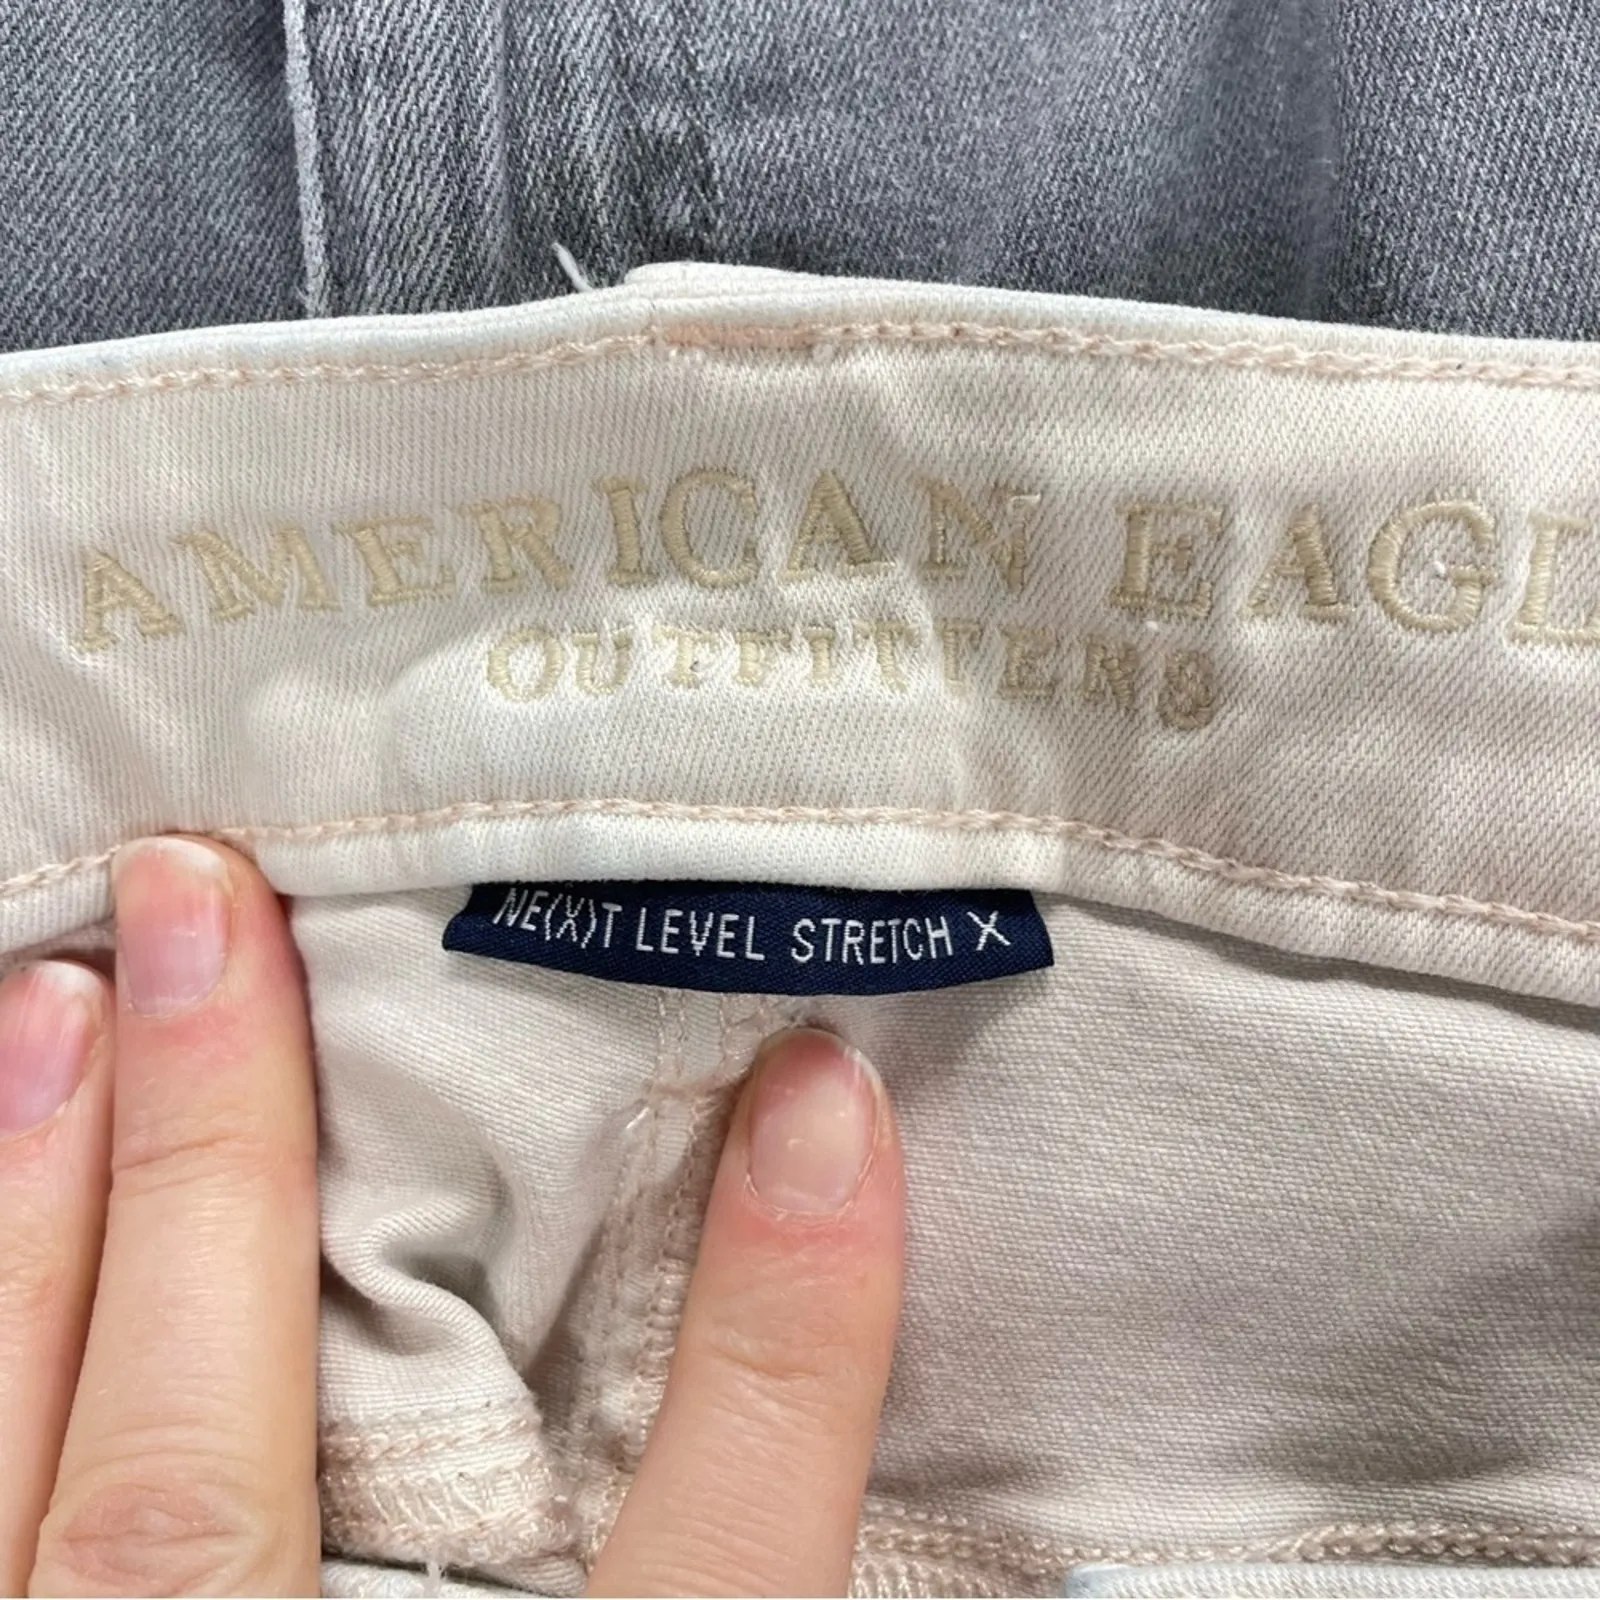 AMERICAN EAGL
OUTFITTERS
NE(X)T LEVEL STRETCH X